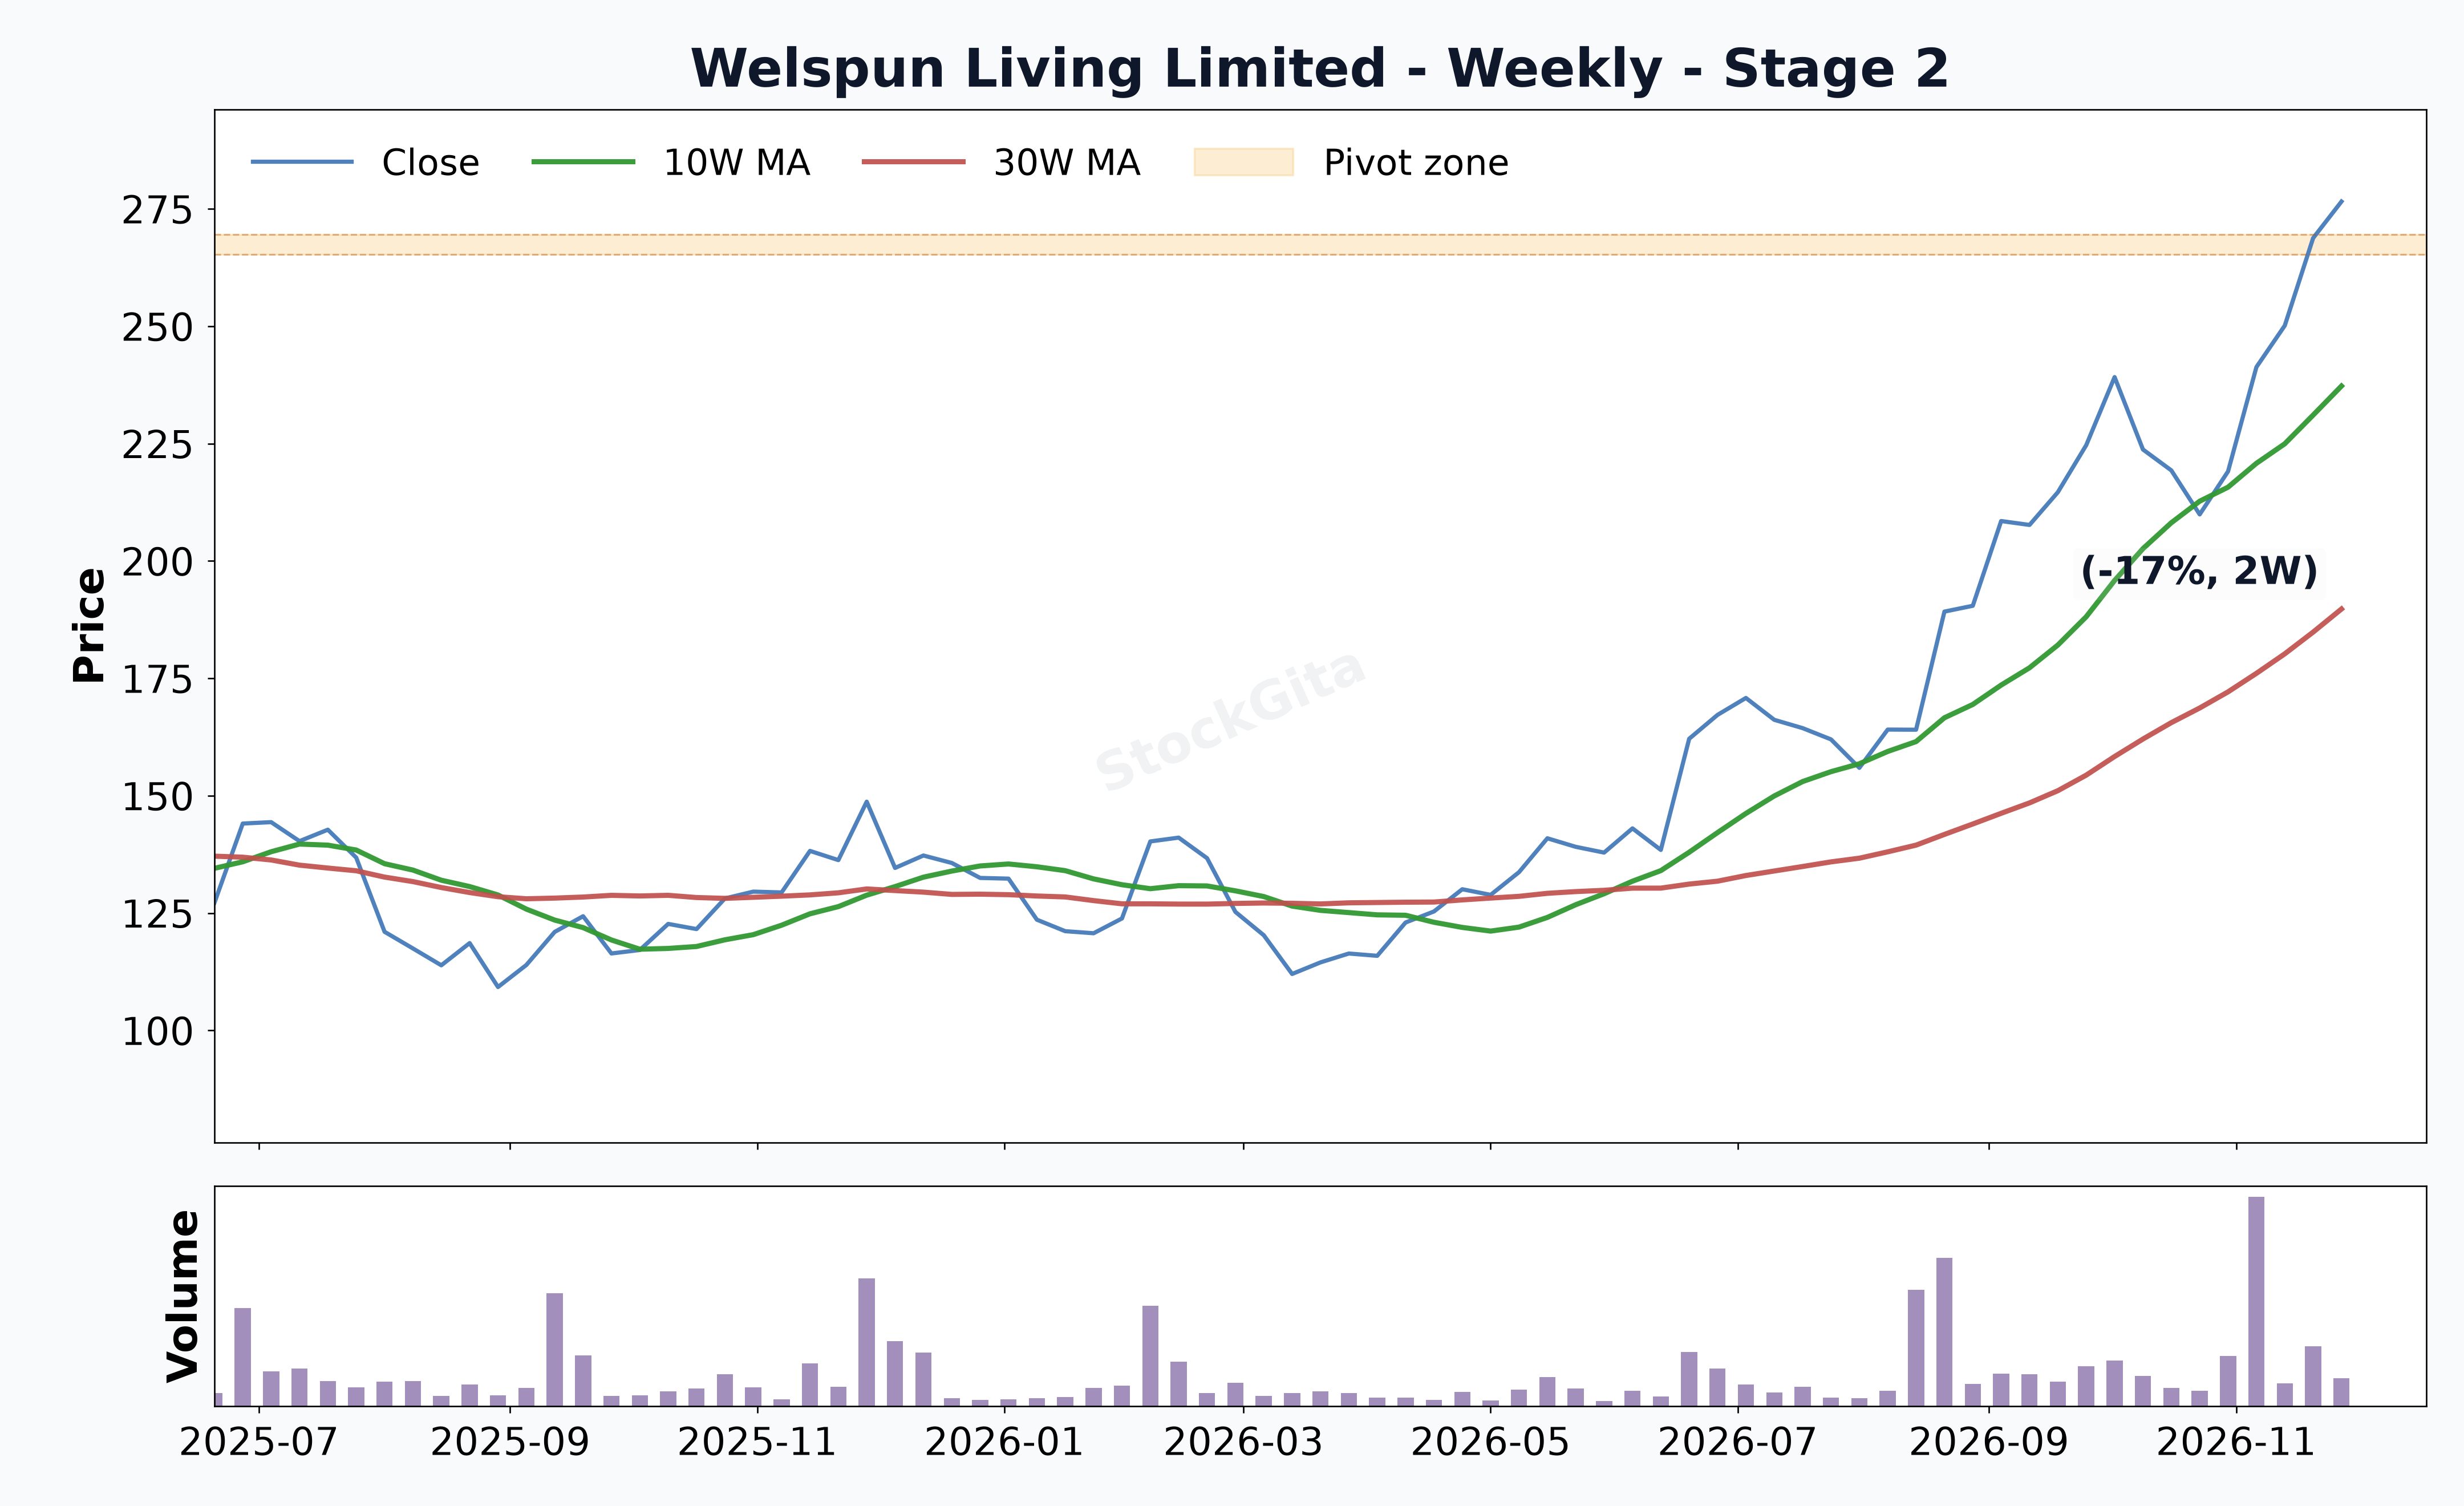 Welspun Living Limited - Weekly - Stage 2
Close
10W MA
30W MA
Pivot zone
275
250
225
200
175
150
125
100
Price
(-17%, 2W)
StockGita
Volume
2025-07
2025-09
2025-11
2026-01
2026-03
2026-05
2026-07
2026-09
2026-11